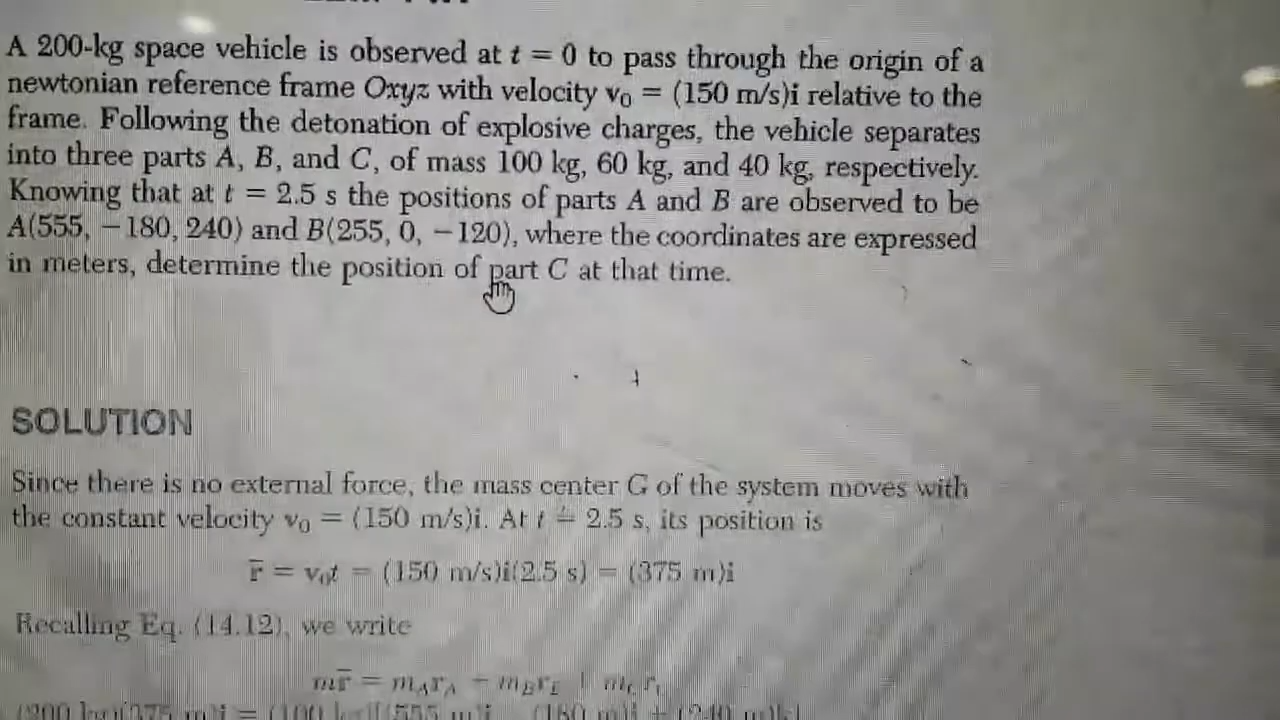 A 200-kg space vehicle is observed at t = 0 to pass through the origin of a
newtonian reference frame Oxyz with velocity v₀ = (150 m/s)i relative to the
frame. Following the detonation of explosive charges, the vehicle separates
into three parts A, B, and C, of mass 100 kg, 60 kg, and 40 kg, respectively.
Knowing that at t = 2.5 s the positions of parts A and B are observed to be
A(555, −180, 240) and B(255, 0, −120), where the coordinates are expressed
in meters, determine the position of part C at that time.
SOLUTION
Since there is no external force, the mass center G of the system moves with
the constant velocity v₀ = (150 m/s)i. At t = 2.5 s, its position is
r̄ = v₀t = (150 m/s)i(2.5 s) = (375 m)i
Recalling Eq. (14.12), we write
mr̄ = m_Ar_A